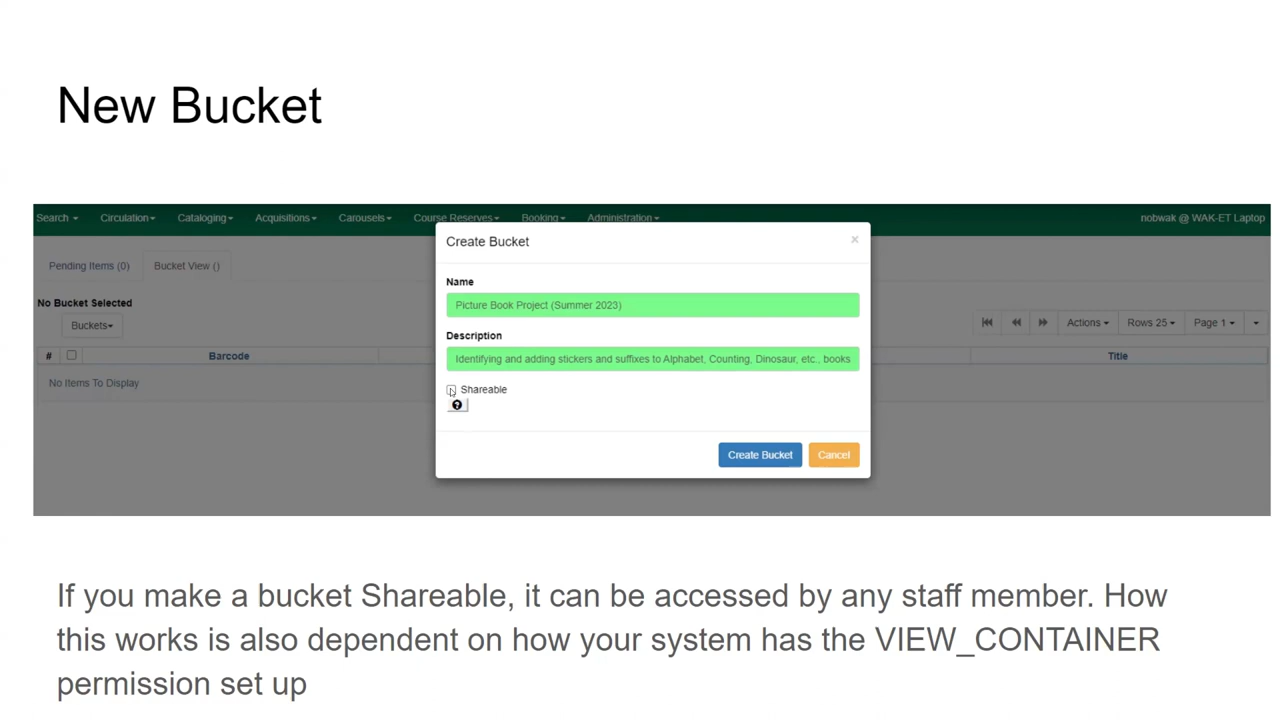 New Bucket
Search Circulation Cataloging Acquisitions Carousels Course Reserves Booking Administration nobwak @ WAK-ET Laptop
Create Bucket ×
Pending Items (0) Bucket View ()
Name
No Bucket Selected
Picture Book Project (Summer 2023)
Buckets Actions Rows 25 Page 1
Description
# Barcode Title
Identifying and adding stickers and suffixes to Alphabet, Counting, Dinosaur, etc., books
No Items To Display
Shareable
?
Create Bucket Cancel
If you make a bucket Shareable, it can be accessed by any staff member. How
this works is also dependent on how your system has the VIEW_CONTAINER
permission set up